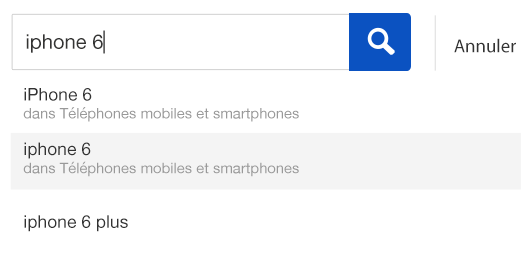 iphone 6
Annuler
iPhone 6
dans Téléphones mobiles et smartphones
iphone 6
dans Téléphones mobiles et smartphones
iphone 6 plus